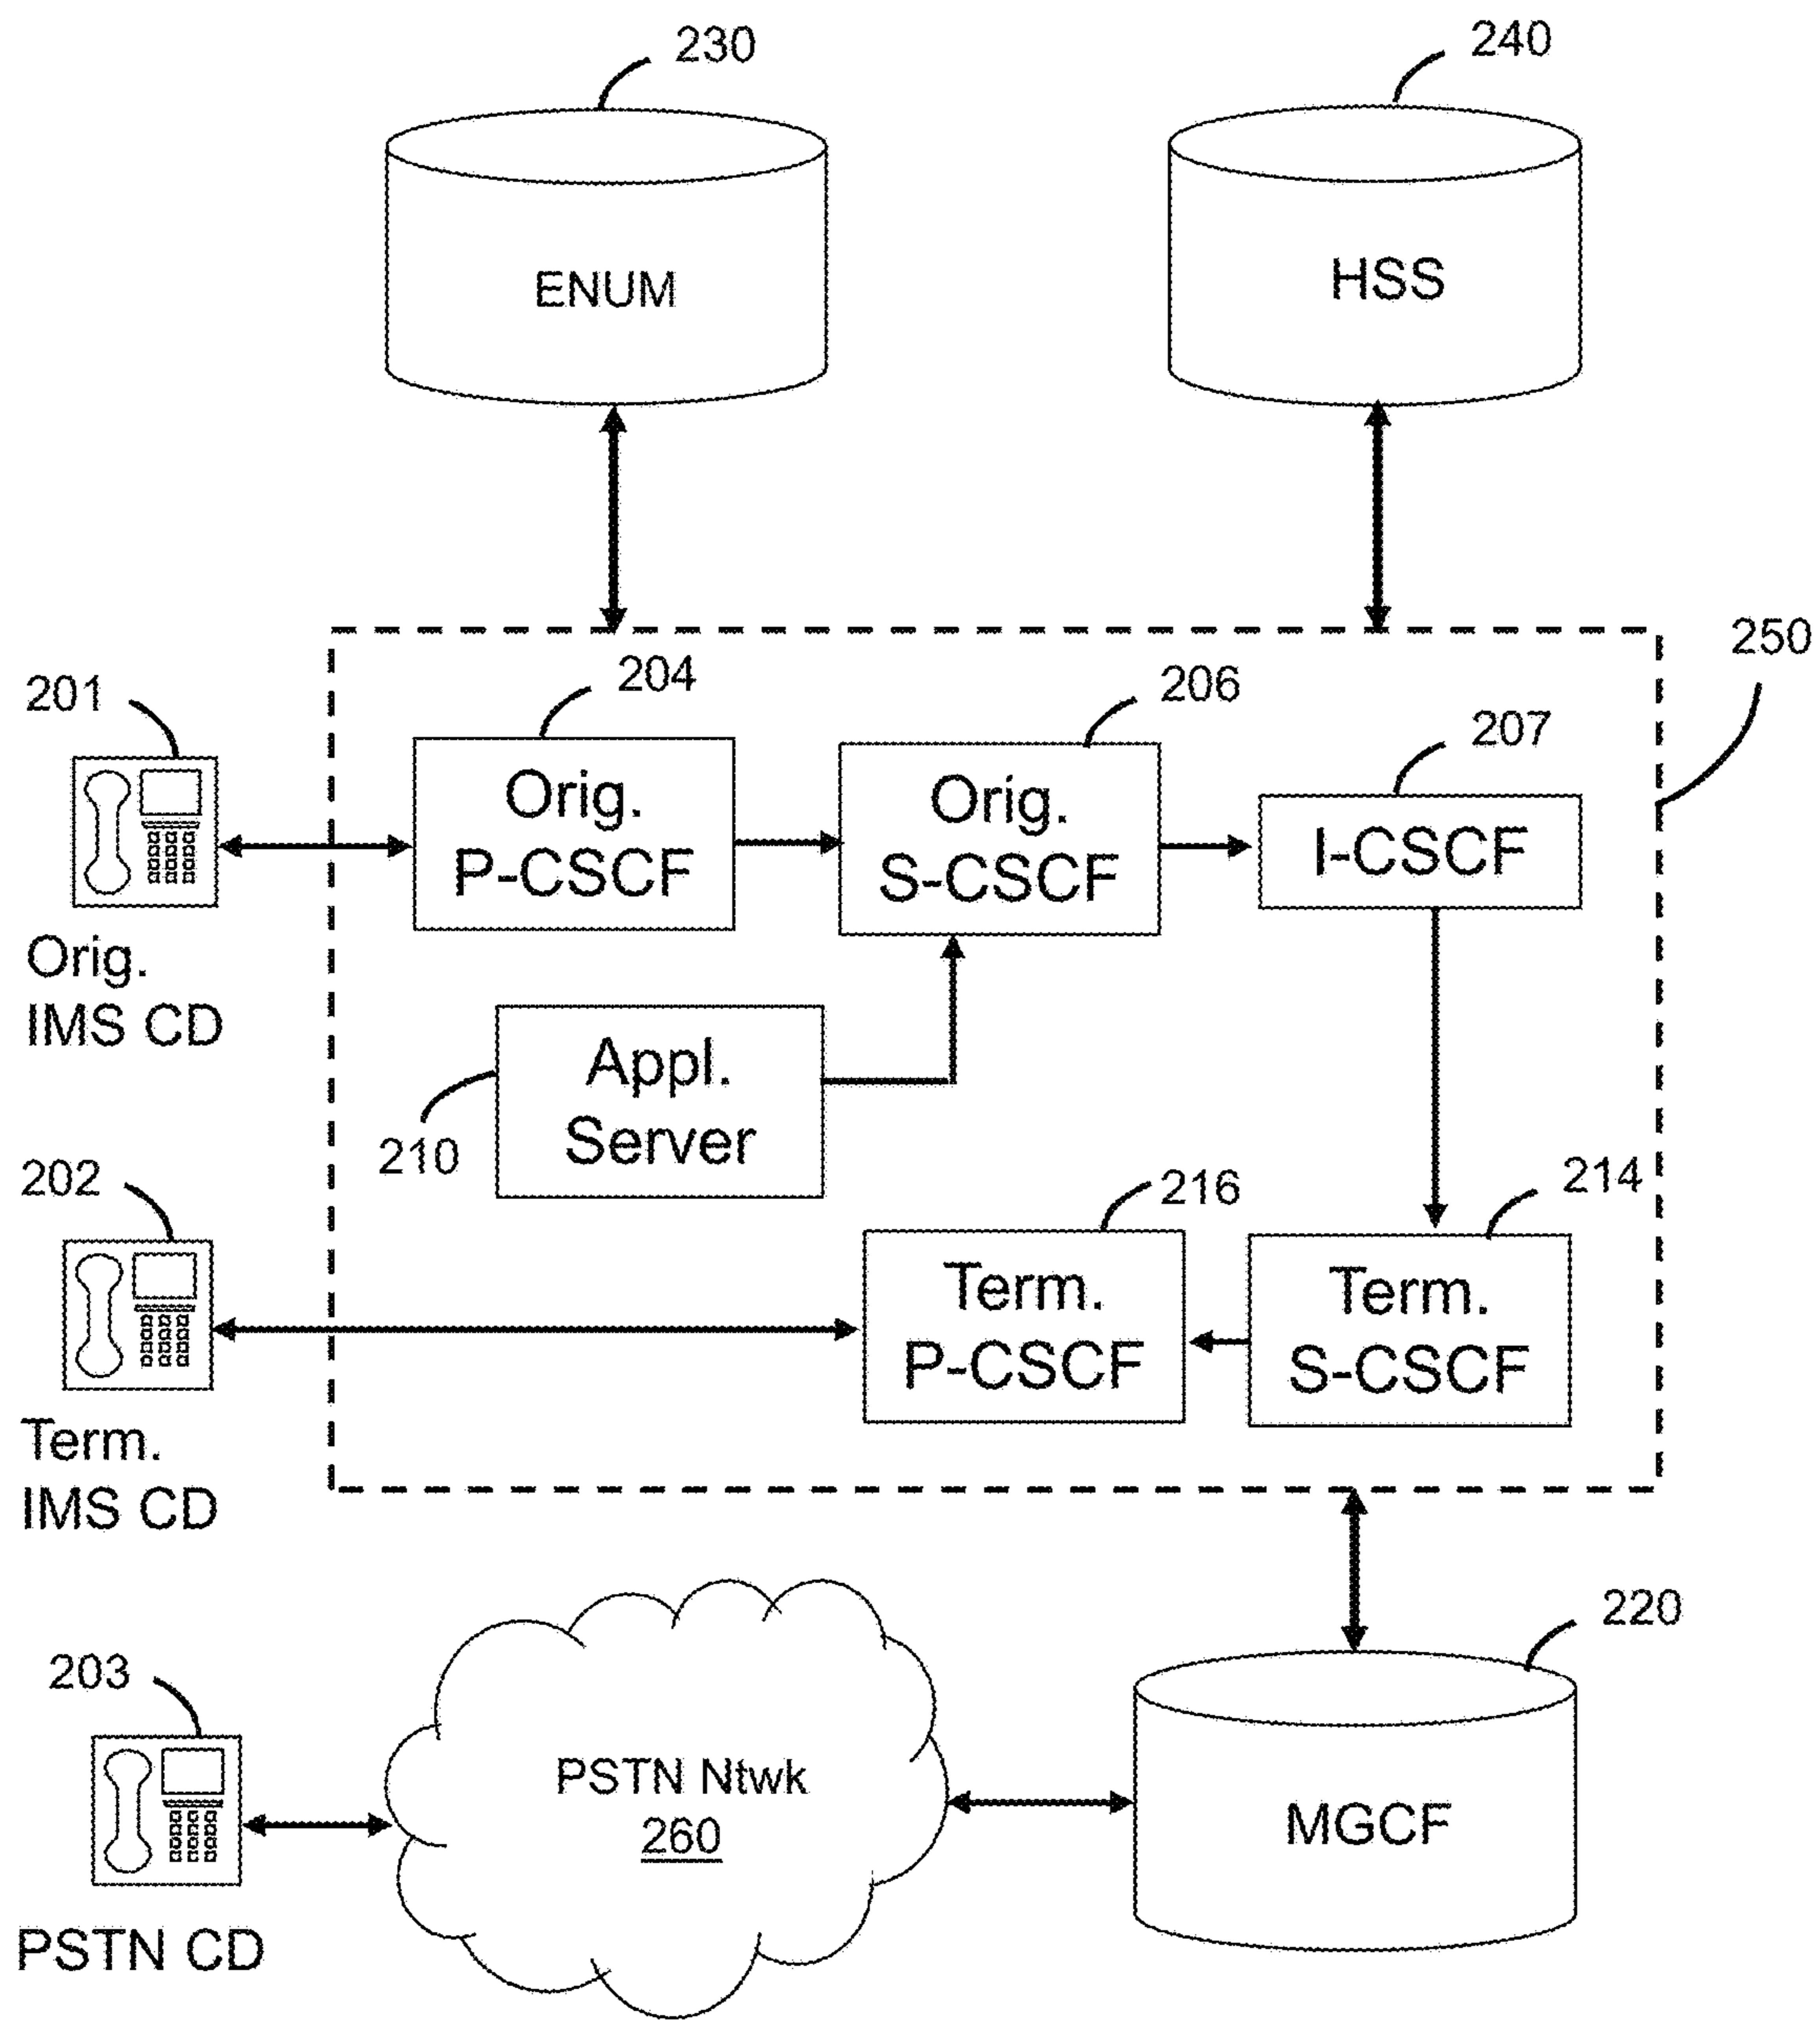 230
240
ENUM
HSS
250
201
204
206
207
Orig.
P-CSCF
Orig.
S-CSCF
I-CSCF
Orig.
IMS CD
Appl.
Server
210
202
216
214
Term.
P-CSCF
Term.
S-CSCF
Term.
IMS CD
220
203
PSTN Ntwk
260
MGCF
PSTN CD